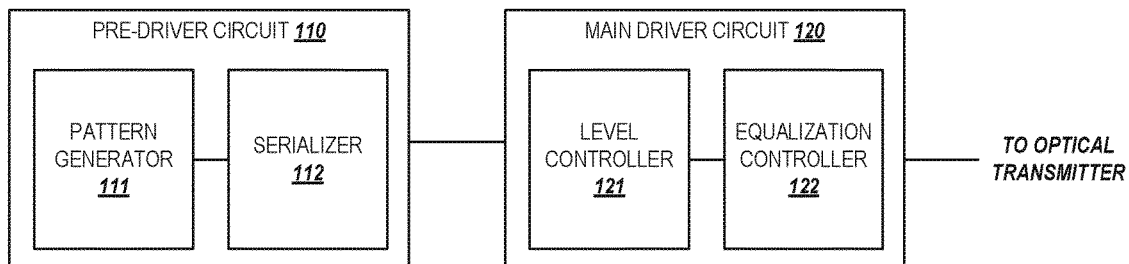 PRE-DRIVER CIRCUIT 110
MAIN DRIVER CIRCUIT 120
PATTERN
GENERATOR
111
SERIALIZER
112
LEVEL
CONTROLLER
121
EQUALIZATION
CONTROLLER
122
TO OPTICAL
TRANSMITTER